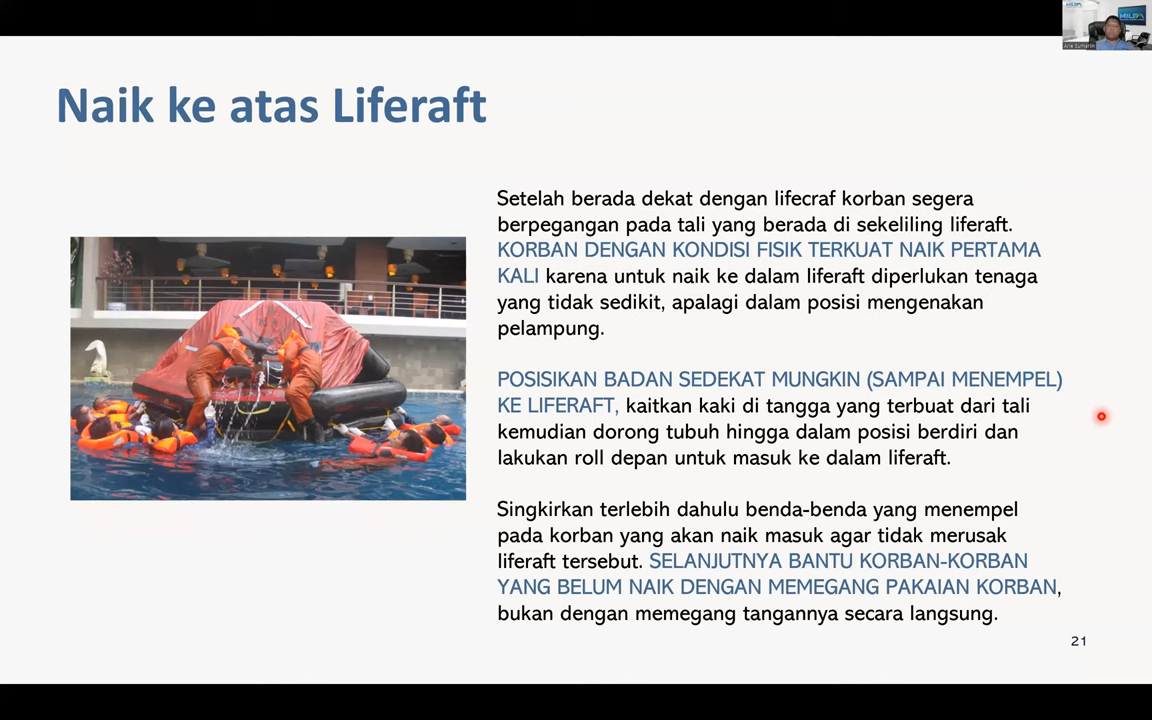 Naik ke atas Liferaft
Setelah berada dekat dengan lifecraf korban segera
berpegangan pada tali yang berada di sekeliling liferaft.
KORBAN DENGAN KONDISI FISIK TERKUAT NAIK PERTAMA
KALI karena untuk naik ke dalam liferaft diperlukan tenaga
yang tidak sedikit, apalagi dalam posisi mengenakan
pelampung.
POSISIKAN BADAN SEDEKAT MUNGKIN (SAMPAI MENEMPEL)
KE LIFERAFT, kaitkan kaki di tangga yang terbuat dari tali
kemudian dorong tubuh hingga dalam posisi berdiri dan
lakukan roll depan untuk masuk ke dalam liferaft.
Singkirkan terlebih dahulu benda-benda yang menempel
pada korban yang akan naik masuk agar tidak merusak
liferaft tersebut. SELANJUTNYA BANTU KORBAN-KORBAN
YANG BELUM NAIK DENGAN MEMEGANG PAKAIAN KORBAN,
bukan dengan memegang tangannya secara langsung.
21